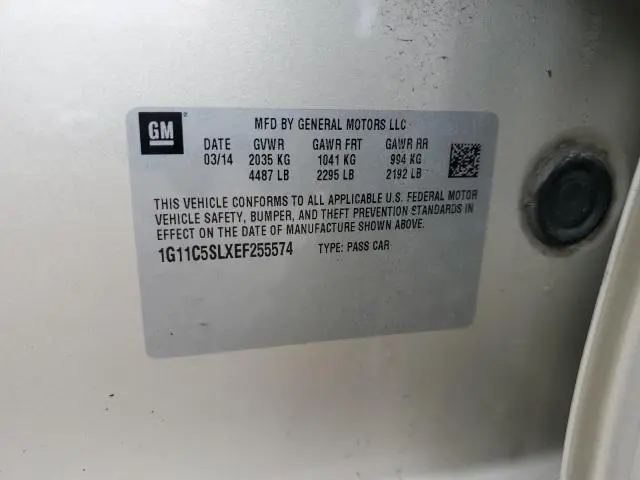 GM
MFD BY GENERAL MOTORS LLC
DATE GVWR GAWR FRT GAWR RR
03/14 2035 KG 1041 KG 994 KG
4487 LB 2295 LB 2192 LB
THIS VEHICLE CONFORMS TO ALL APPLICABLE U.S. FEDERAL MOTOR
VEHICLE SAFETY, BUMPER, AND THEFT PREVENTION STANDARDS IN
EFFECT ON THE DATE OF MANUFACTURE SHOWN ABOVE.
1G11C5SLXEF255574 TYPE: PASS CAR